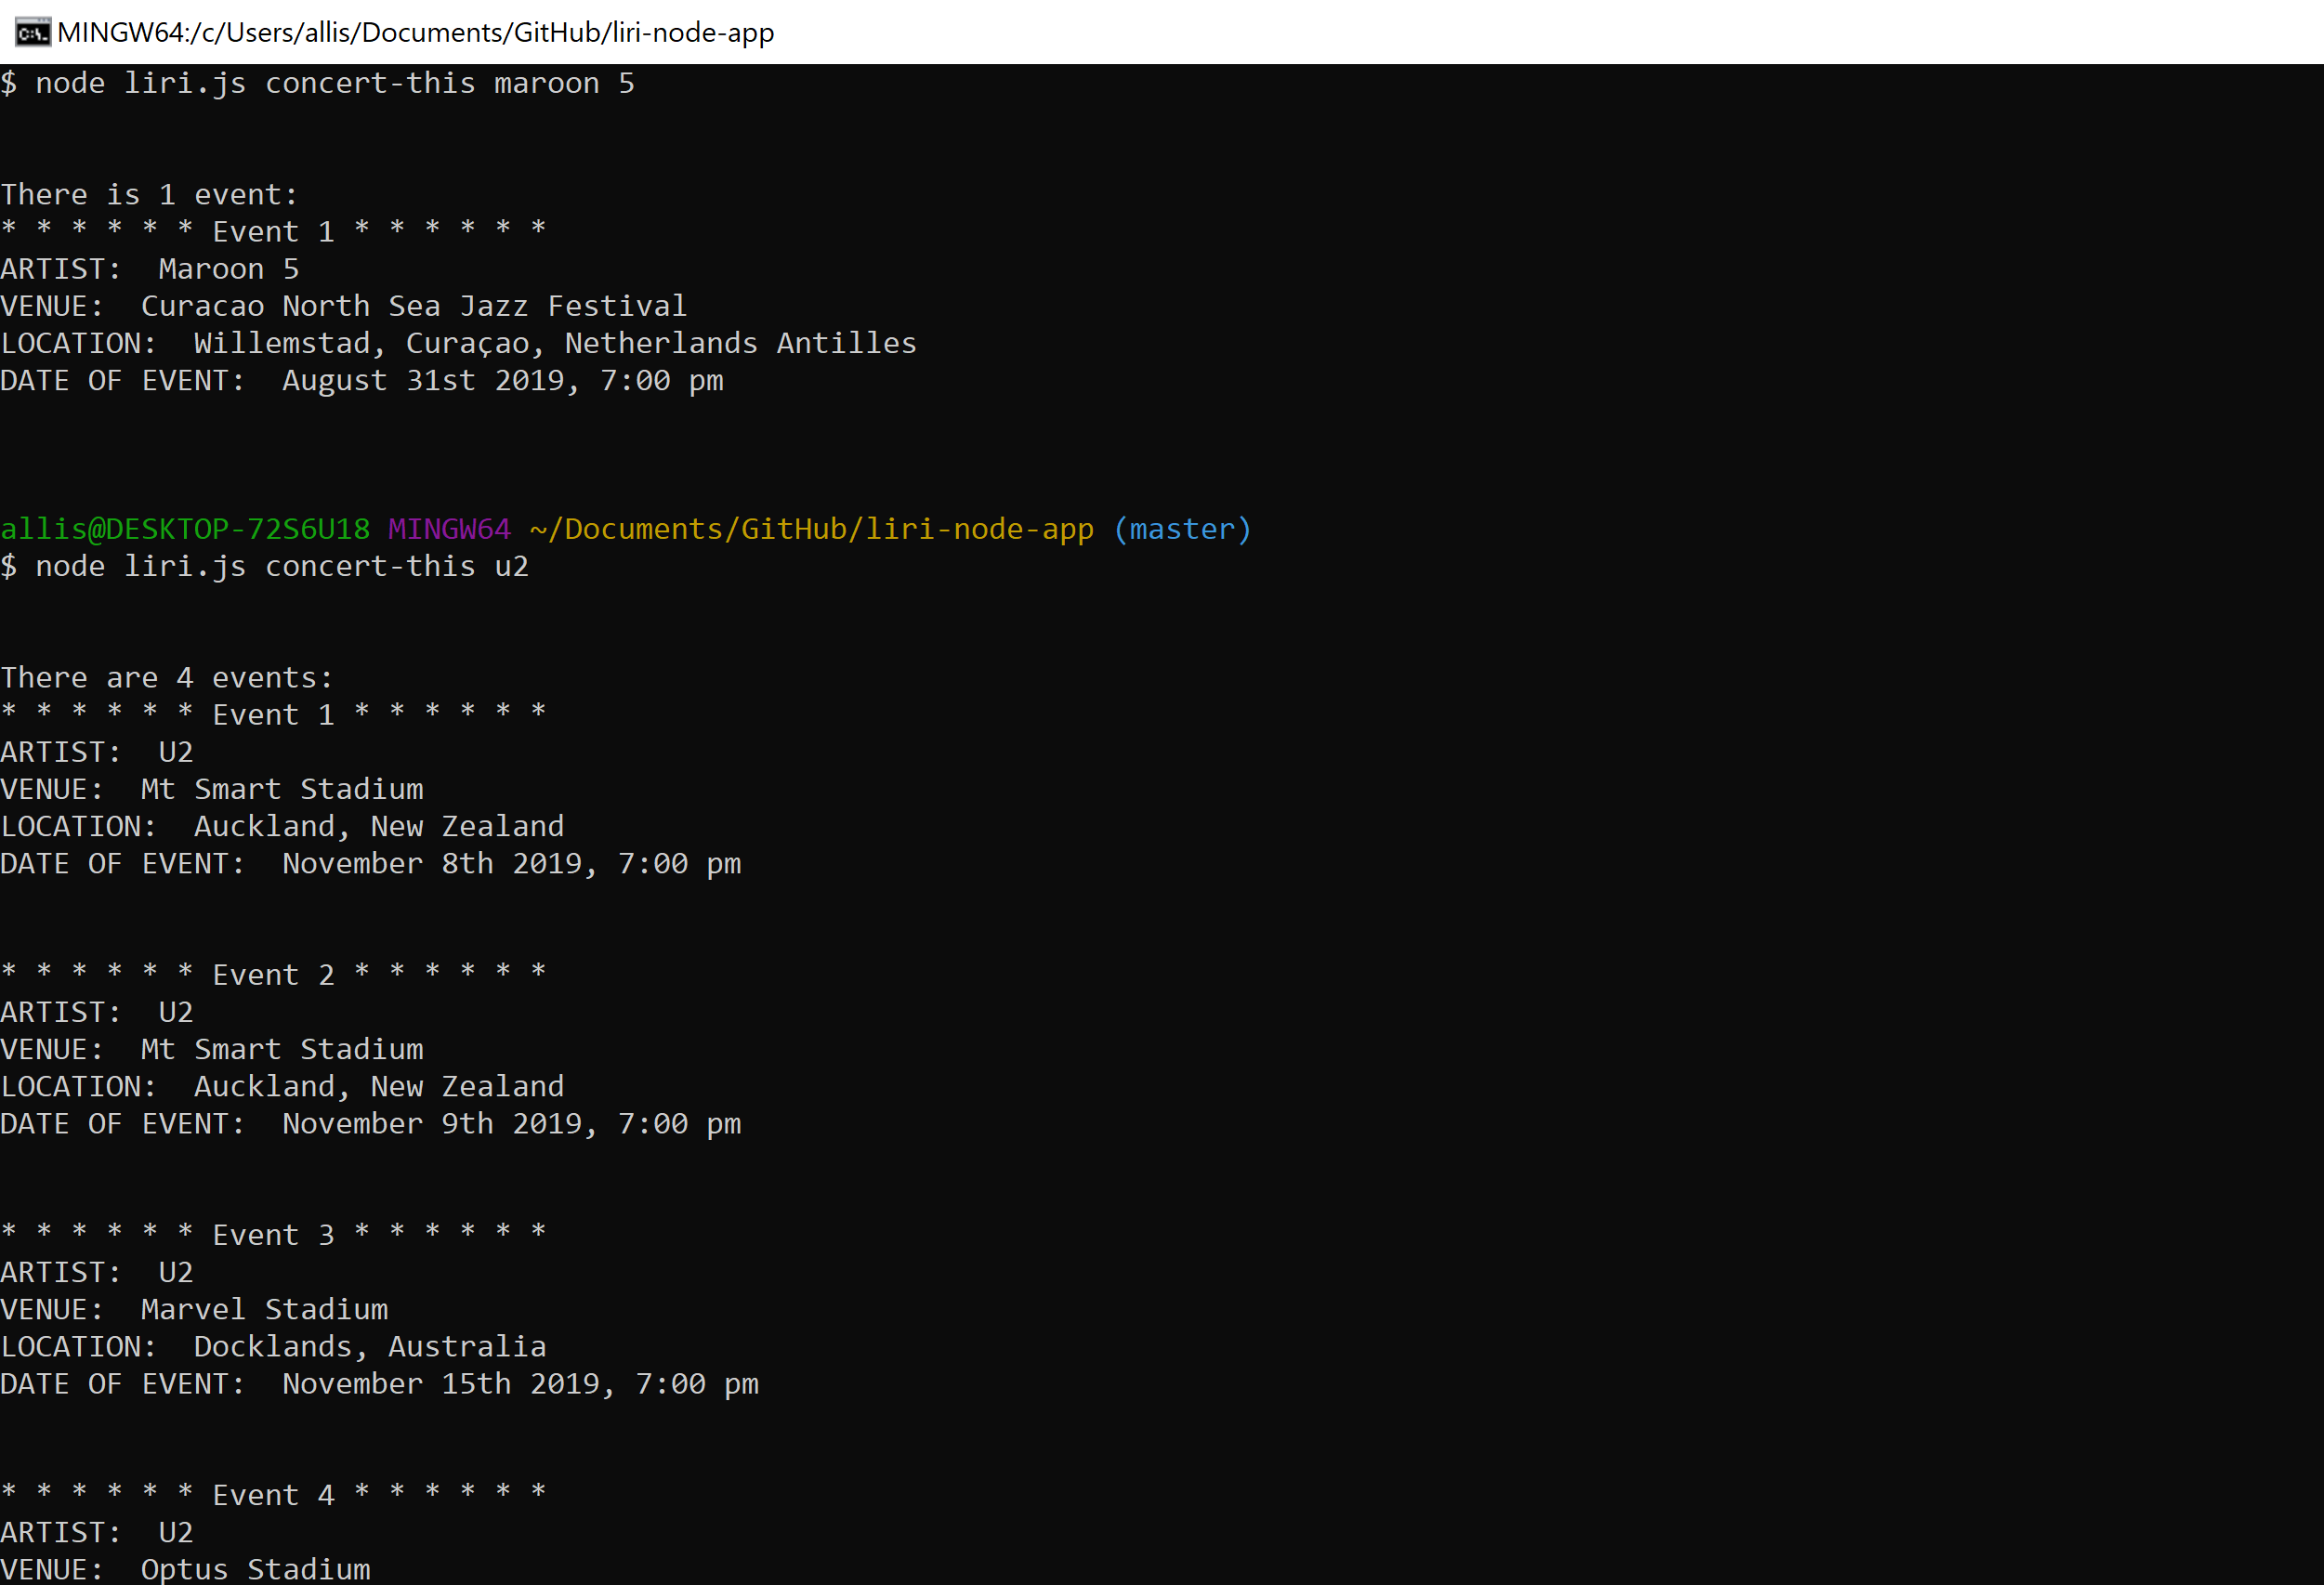 MINGW64:/c/Users/allis/Documents/GitHub/liri-node-app
$ node liri.js concert-this maroon 5
There is 1 event:
* * * * * * Event 1 * * * * * *
ARTIST:  Maroon 5
VENUE:  Curacao North Sea Jazz Festival
LOCATION:  Willemstad, Curaçao, Netherlands Antilles
DATE OF EVENT:  August 31st 2019, 7:00 pm
allis@DESKTOP-72S6U18 MINGW64 ~/Documents/GitHub/liri-node-app (master)
$ node liri.js concert-this u2
There are 4 events:
* * * * * * Event 1 * * * * * *
ARTIST:  U2
VENUE:  Mt Smart Stadium
LOCATION:  Auckland, New Zealand
DATE OF EVENT:  November 8th 2019, 7:00 pm
* * * * * * Event 2 * * * * * *
ARTIST:  U2
VENUE:  Mt Smart Stadium
LOCATION:  Auckland, New Zealand
DATE OF EVENT:  November 9th 2019, 7:00 pm
* * * * * * Event 3 * * * * * *
ARTIST:  U2
VENUE:  Marvel Stadium
LOCATION:  Docklands, Australia
DATE OF EVENT:  November 15th 2019, 7:00 pm
* * * * * * Event 4 * * * * * *
ARTIST:  U2
VENUE:  Optus Stadium